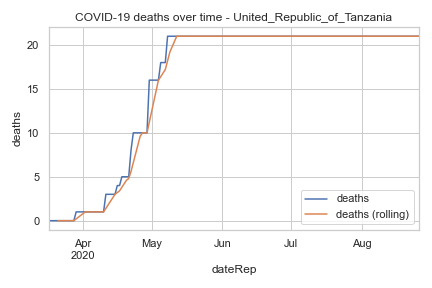 COVID-19 deaths over time - United_Republic_of_Tanzania
deaths
20
15
10
5
0
deaths
deaths (rolling)
Apr
2020
May
Jun
Jul
Aug
dateRep